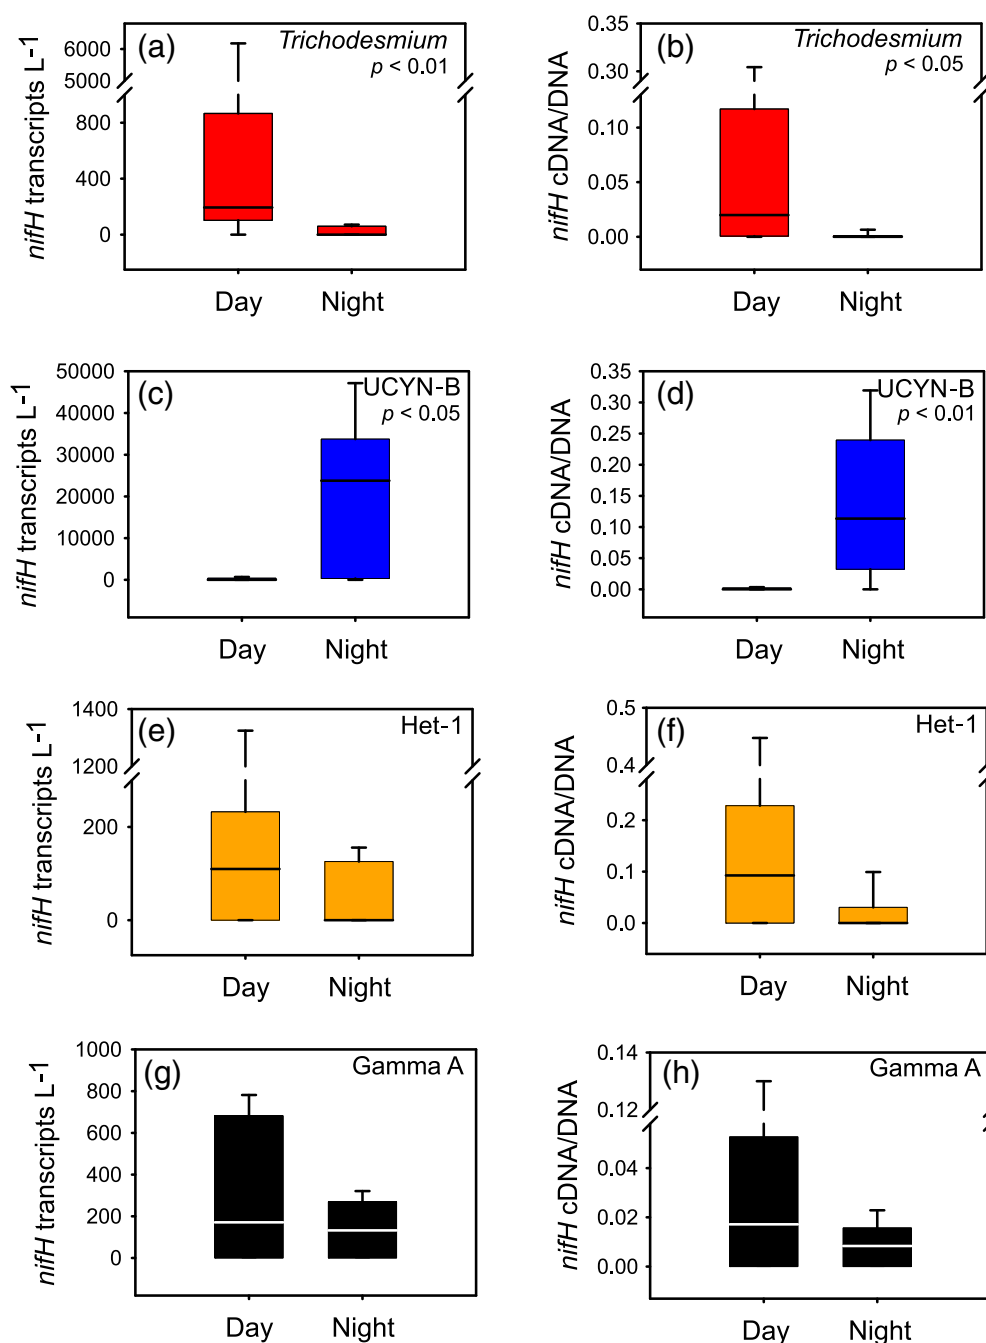 (a)
Trichodesmium
p < 0.01
nifH transcripts L-1
6000
5000
800
400
0
Day Night
(b)
Trichodesmium
p < 0.05
nifH cDNA/DNA
0.35
0.30
0.10
0.05
0.00
Day Night
(c)
UCYN-B
p < 0.05
nifH transcripts L-1
50000
40000
30000
20000
10000
0
Day Night
(d)
UCYN-B
p < 0.01
nifH cDNA/DNA
0.35
0.30
0.25
0.20
0.15
0.10
0.05
0.00
Day Night
(e)
Het-1
nifH transcripts L-1
1400
1200
200
0
Day Night
(f)
Het-1
nifH cDNA/DNA
0.5
0.4
0.2
0.1
0.0
Day Night
(g)
Gamma A
nifH transcripts L-1
1000
800
600
400
200
0
Day Night
(h)
Gamma A
nifH cDNA/DNA
0.14
0.12
0.04
0.02
0.00
Day Night